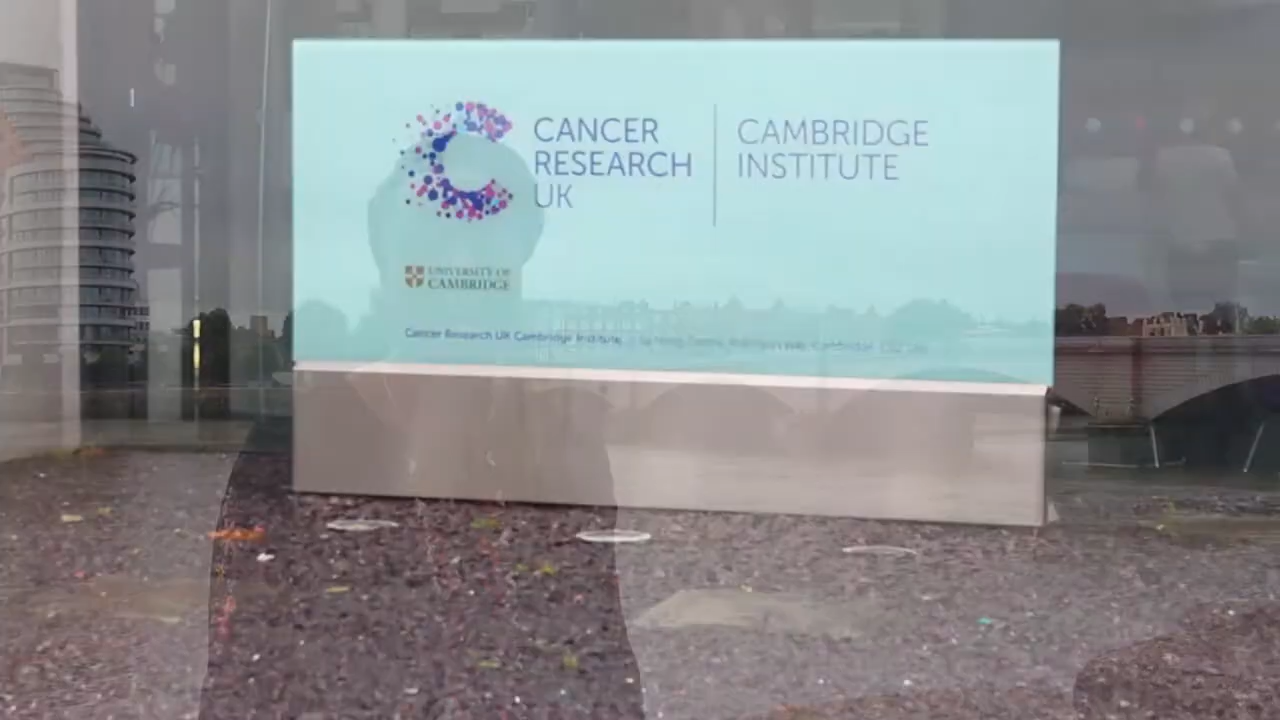 CANCER
RESEARCH
UK
CAMBRIDGE
INSTITUTE
UNIVERSITY OF
CAMBRIDGE
Cancer Research UK Cambridge Institute